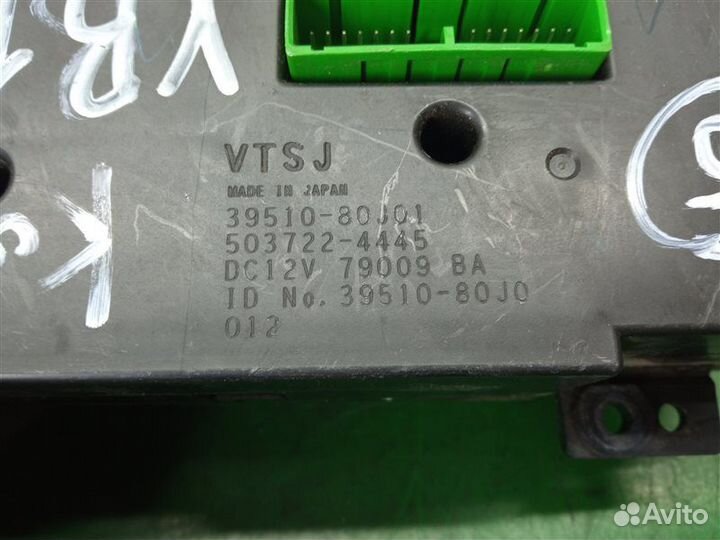 VTSJ
MADE IN JAPAN
39510-80J01
503722-4445
DC12V 79009 BA
ID No. 39510-80J0
012
Avito